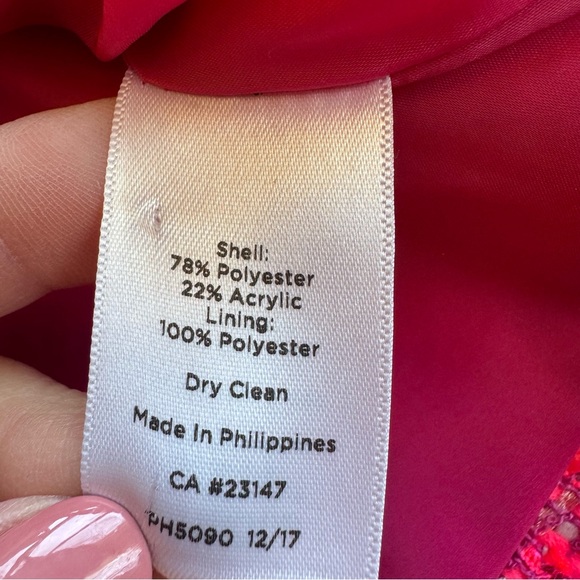 Shell:
78% Polyester
22% Acrylic
Lining:
100% Polyester
Dry Clean
Made In Philippines
CA #23147
PH5090 12/17